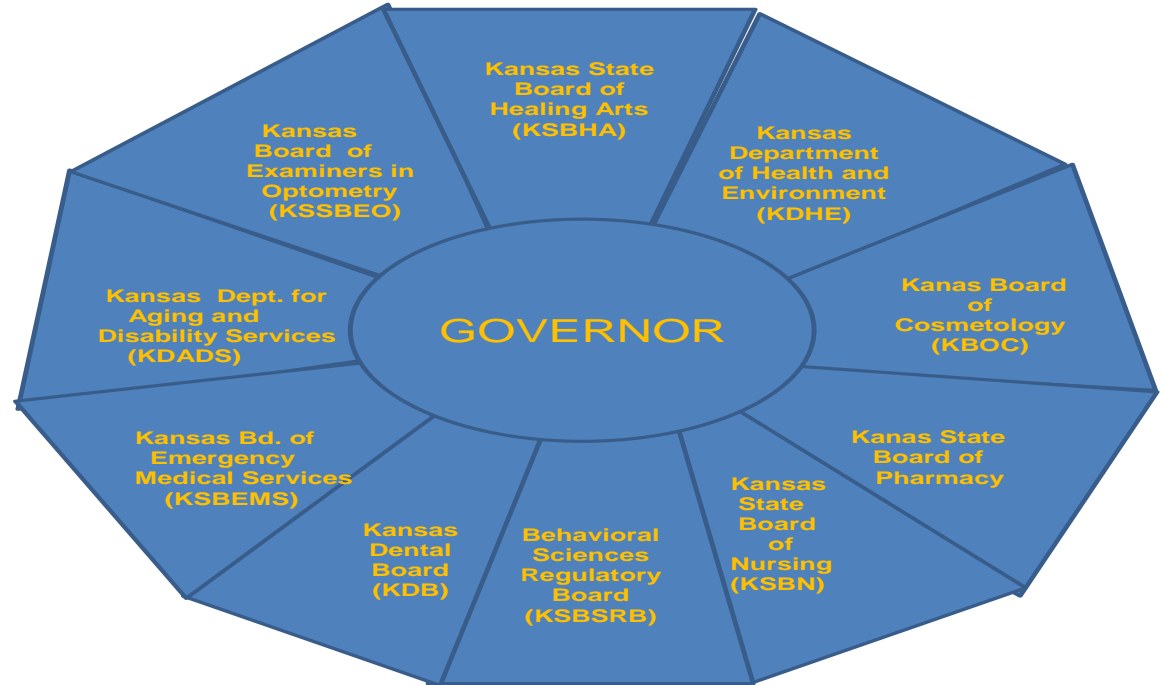 Kansas State
Board of
Healing Arts
(KSBHA)
Kansas
Department
of Health and
Environment
(KDHE)
Kanas Board
of
Cosmetology
(KBOC)
Kanas State
Board of
Pharmacy
Kansas
State
Board
of
Nursing
(KSBN)
Behavioral
Sciences
Regulatory
Board
(KSBSRB)
Kansas
Dental
Board
(KDB)
Kansas Bd. of
Emergency
Medical Services
(KSBEMS)
Kansas Dept. for
Aging and
Disability Services
(KDADS)
Kansas
Board of
Examiners in
Optometry
(KSSBEO)
GOVERNOR